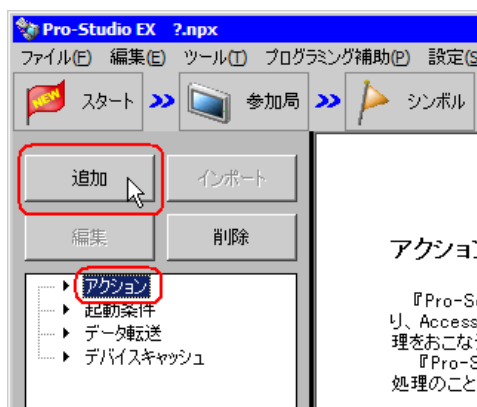 Pro-Studio EX ?.npx
ファイル(F) 編集(E) ツール(T) プログラミング補助(P) 設定(S
NEW スタート 参加局 シンボル
追加 インポート
編集 削除
アクション
起動条件
データ転送
デバイスキャッシュ
アクション
『Pro-S
り、Access
理をおこな
『Pro-S
処理のこと